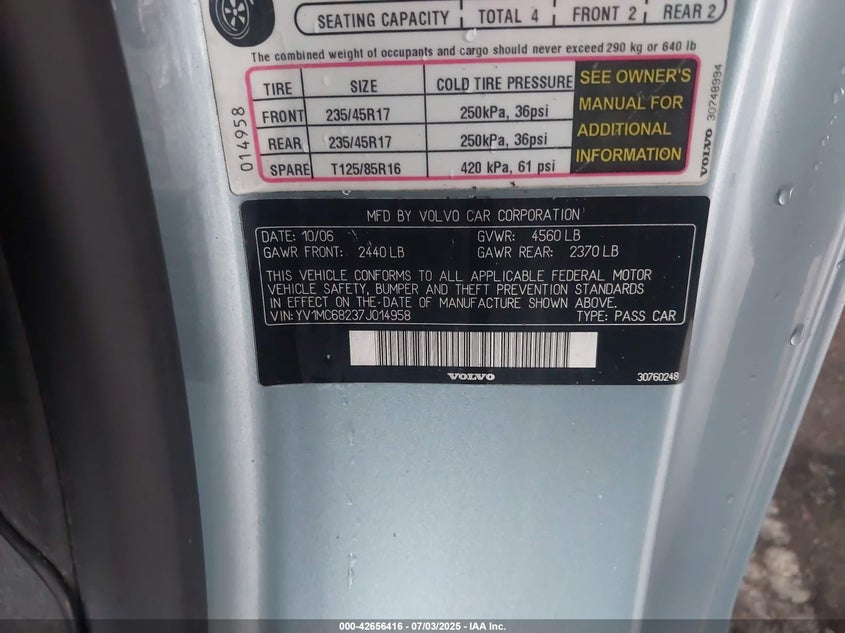 SEATING CAPACITY TOTAL 4 FRONT 2 REAR 2
The combined weight of occupants and cargo should never exceed 290 kg or 640 lb
TIRE SIZE COLD TIRE PRESSURE
FRONT 235/45R17 250kPa, 36psi
REAR 235/45R17 250kPa, 36psi
SPARE T125/85R16 420 kPa, 61 psi
SEE OWNER'S
MANUAL FOR
ADDITIONAL
INFORMATION
014958
VOLVO 30748994
MFD BY VOLVO CAR CORPORATION
DATE: 10/06 GVWR: 4560 LB
GAWR FRONT: 2440 LB GAWR REAR: 2370 LB
THIS VEHICLE CONFORMS TO ALL APPLICABLE FEDERAL MOTOR
VEHICLE SAFETY, BUMPER AND THEFT PREVENTION STANDARDS
IN EFFECT ON THE DATE OF MANUFACTURE SHOWN ABOVE.
VIN: YV1MC68237J014958 TYPE: PASS CAR
VOLVO 30760248
000-42656416 - 07/03/2025 - IAA Inc.